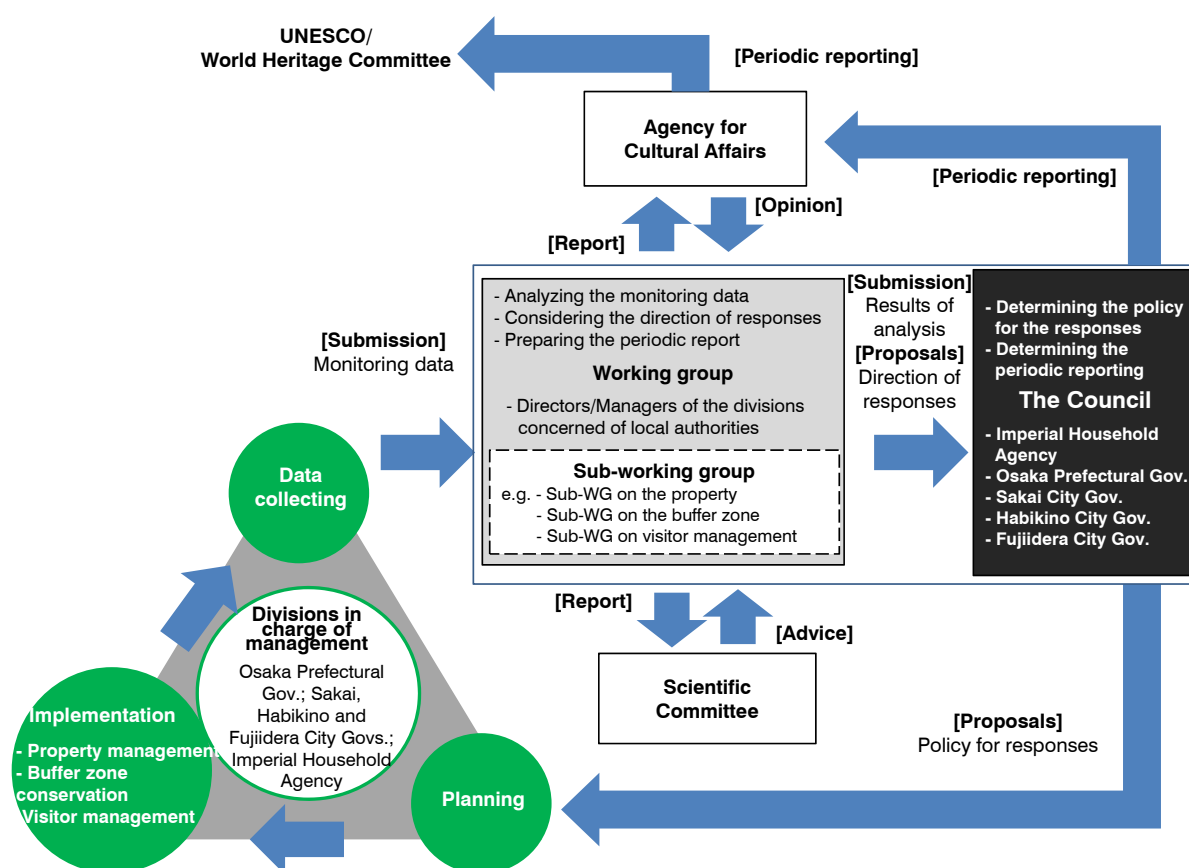 UNESCO/
World Heritage Committee
[Periodic reporting]
Agency for
Cultural Affairs
[Periodic reporting]
[Opinion]
[Report]
[Submission]
Monitoring data
- Analyzing the monitoring data
- Considering the direction of responses
- Preparing the periodic report
Working group
- Directors/Managers of the divisions
concerned of local authorities
Sub-working group
e.g. - Sub-WG on the property
- Sub-WG on the buffer zone
- Sub-WG on visitor management
[Submission]
Results of
analysis
[Proposals]
Direction of
responses
- Determining the policy
for the responses
- Determining the
periodic reporting
The Council
- Imperial Household
Agency
- Osaka Prefectural Gov.
- Sakai City Gov.
- Habikino City Gov.
- Fujiidera City Gov.
Data
collecting
[Report]
[Advice]
Scientific
Committee
Divisions in
charge of
management
Osaka Prefectural
Gov.; Sakai,
Habikino and
Fujiidera City Govs.;
Imperial Household
Agency
Implementation
- Property management
- Buffer zone
conservation
-Visitor management
Planning
[Proposals]
Policy for responses